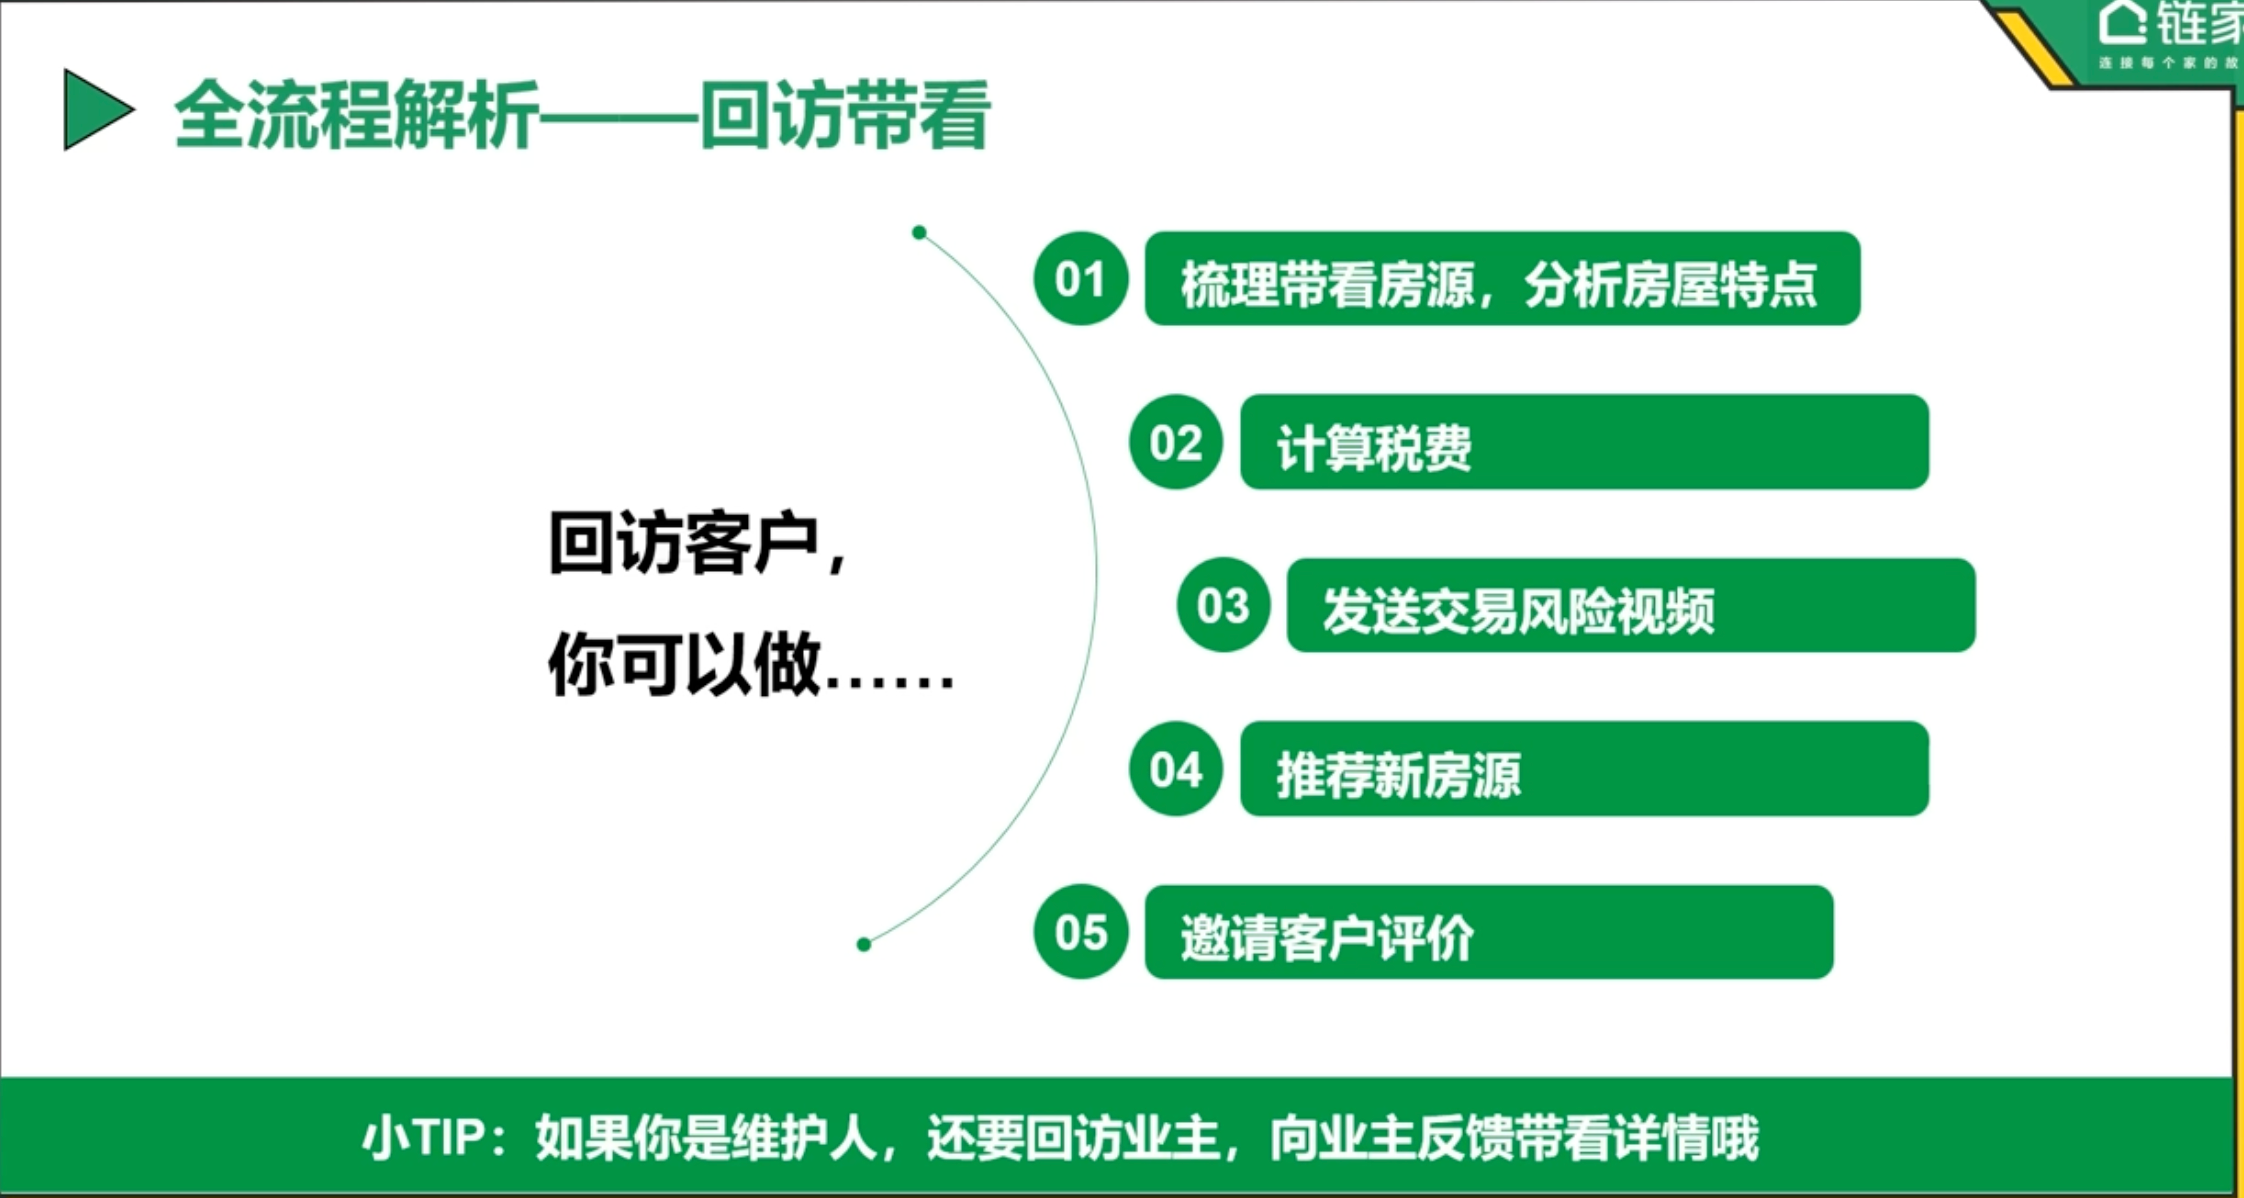 链家
连接每个家的故
全流程解析——回访带看
01 梳理带看房源，分析房屋特点
02 计算税费
回访客户，
你可以做……
03 发送交易风险视频
04 推荐新房源
05 邀请客户评价
小TIP：如果你是维护人，还要回访业主，向业主反馈带看详情哦